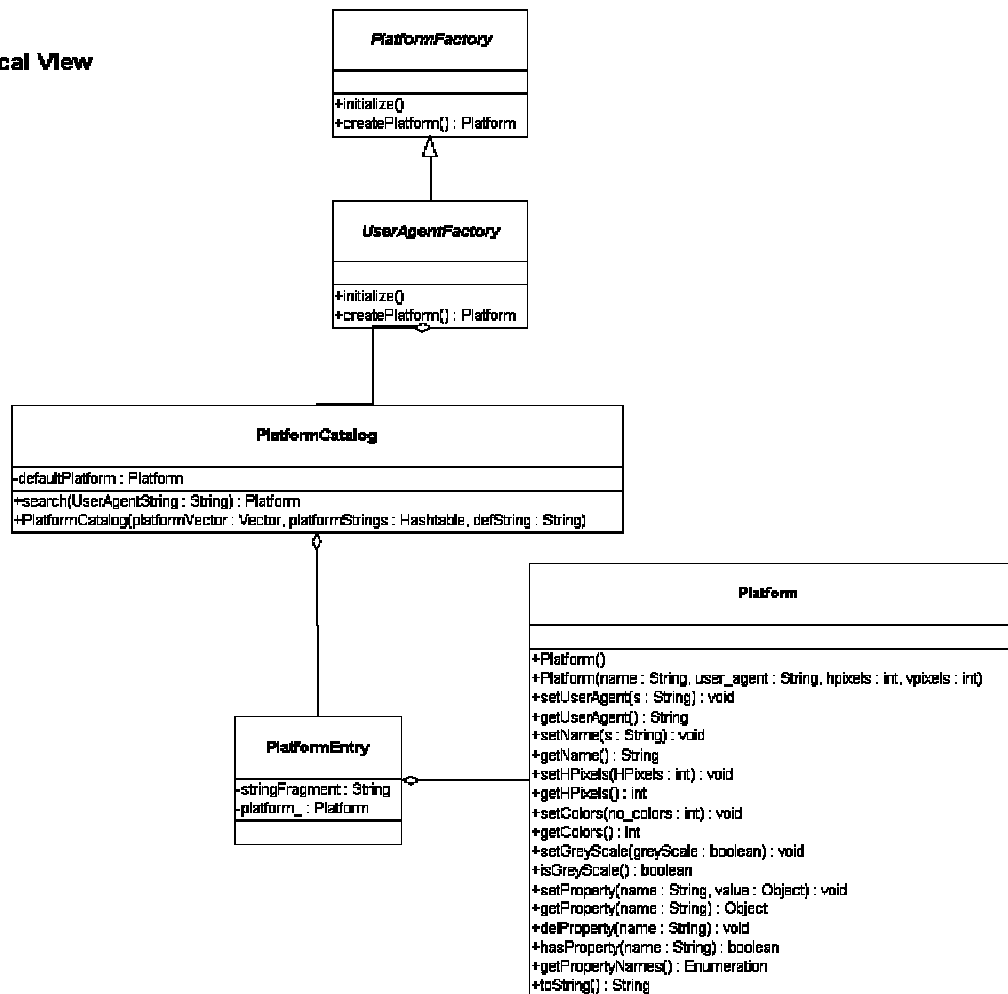 PlatformFactory
cal View
+initialize()
+createPlatform() : Platform
UserAgentFactory
+initialize()
+createPlatform() : Platform
PlatformCatalog
-defaultPlatform : Platform
+search(UserAgentString : String) : Platform
+PlatformCatalog(platformVector : Vector, platformStrings : Hashtable, defString : String)
Platform
+Platform()
+Platform(name : String, user_agent : String, hpixels : int, vpixels : int)
+setUserAgent(s : String) : void
+getUserAgent() : String
+setName(s : String) : void
+getName() : String
+setHPixels(HPixels : int) : void
+getHPixels() : int
+setColors(no_colors : int) : void
+getColors() : int
+setGreyScale(greyScale : boolean) : void
+isGreyScale() : boolean
+setProperty(name : String, value : Object) : void
+getProperty(name : String) : Object
+delProperty(name : String) : void
+hasProperty(name : String) : boolean
+getPropertyNames() : Enumeration
+toString() : String
PlatformEntry
-stringFragment : String
-platform_ : Platform